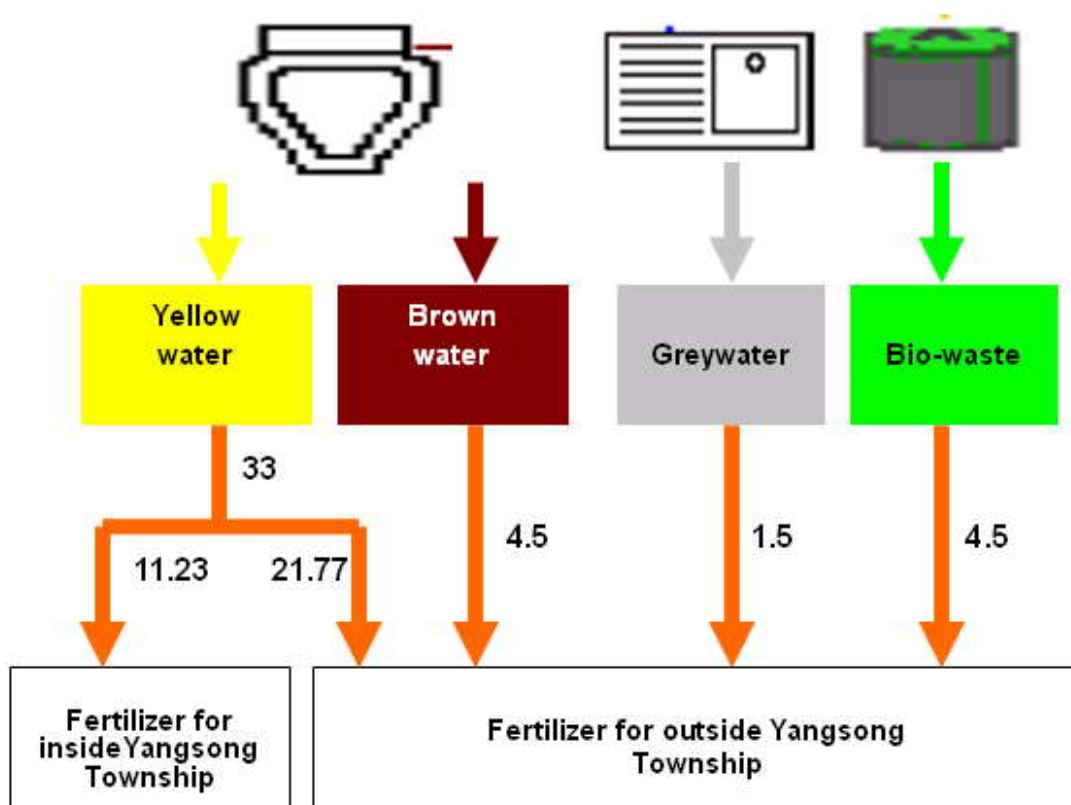 Yellow
water
Brown
water
Greywater
Bio-waste
33
11.23
21.77
4.5
1.5
4.5
Fertilizer for
insideYangsong
Township
Fertilizer for outside Yangsong
Township